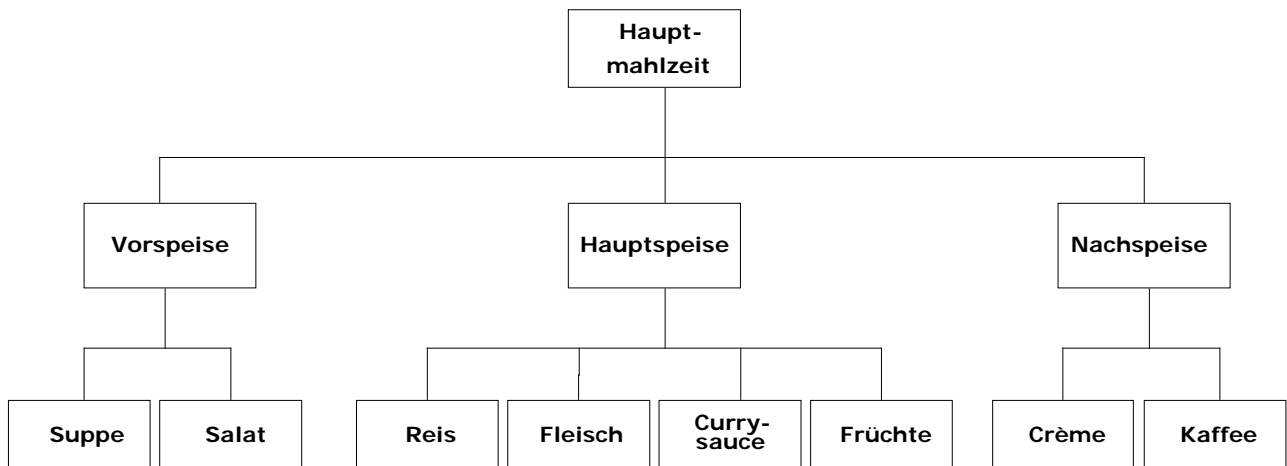 Haupt-
mahlzeit
Vorspeise
Hauptspeise
Nachspeise
Suppe
Salat
Reis
Fleisch
Curry-
sauce
Früchte
Crème
Kaffee